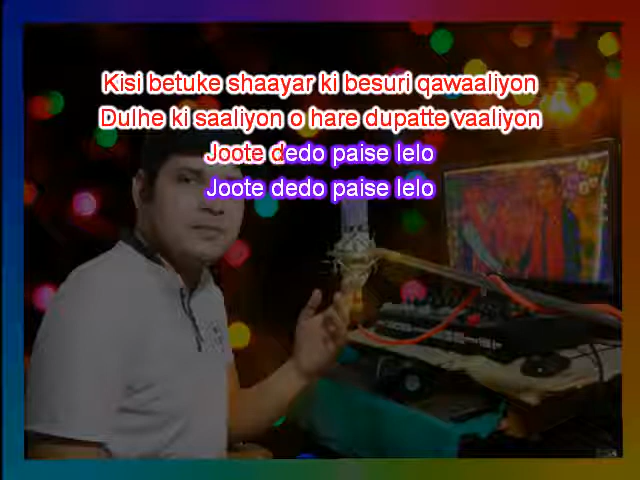 Kisi betuke shaayar ki besuri qawaaliyon
Dulhe ki saaliyon o hare dupatte vaaliyon
Joote dedo paise lelo
Joote dedo paise lelo